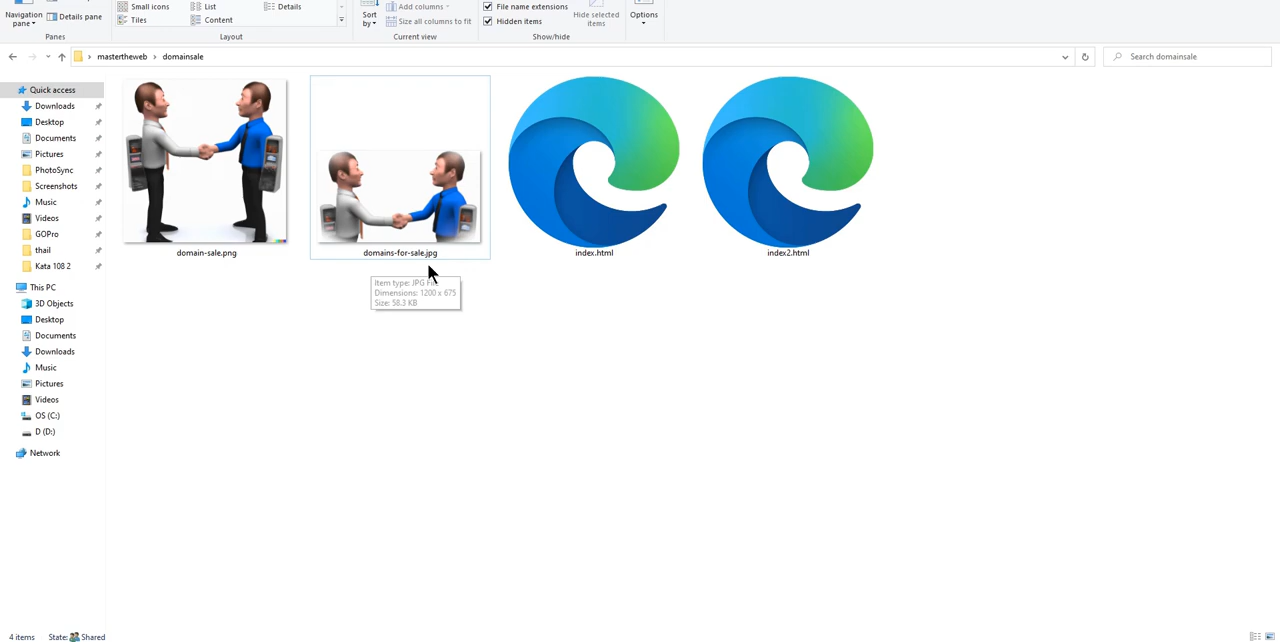 Navigation pane
Details pane
Panes
Small icons
List
Details
Tiles
Content
Layout
Sort by
Add columns
Size all columns to fit
Current view
File name extensions
Hidden items
Hide selected items
Show/hide
Options
mastertheweb > domainsale
Search domainsale
Quick access
Downloads
Desktop
Documents
Pictures
PhotoSync
Screenshots
Music
Videos
GOPro
thail
Kata 108 2
This PC
3D Objects
Desktop
Documents
Downloads
Music
Pictures
Videos
OS (C:)
D (D:)
Network
domain-sale.png
domains-for-sale.jpg
index.html
index2.html
Item type: JPG
Dimensions: 1200 x 675
Size: 58.3 KB
4 items
State:
Shared